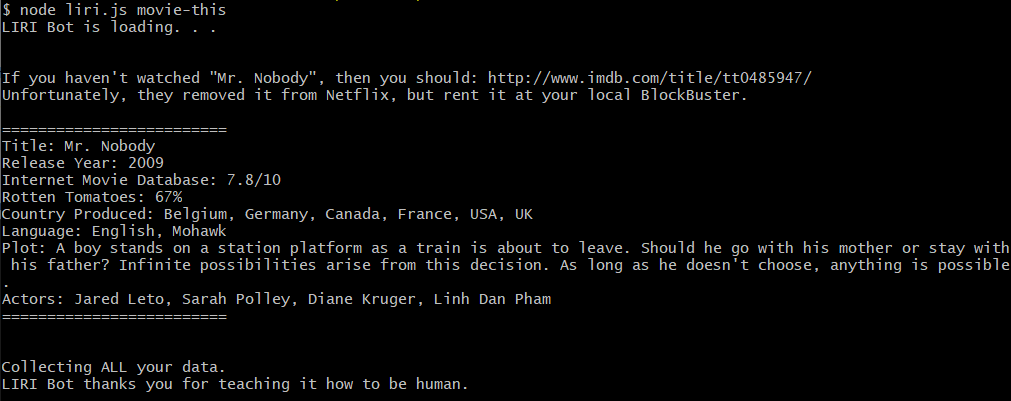 $ node liri.js movie-this
LIRI Bot is loading. . .
If you haven't watched "Mr. Nobody", then you should: http://www.imdb.com/title/tt0485947/
Unfortunately, they removed it from Netflix, but rent it at your local BlockBuster.
=========================
Title: Mr. Nobody
Release Year: 2009
Internet Movie Database: 7.8/10
Rotten Tomatoes: 67%
Country Produced: Belgium, Germany, Canada, France, USA, UK
Language: English, Mohawk
Plot: A boy stands on a station platform as a train is about to leave. Should he go with his mother or stay with
 his father? Infinite possibilities arise from this decision. As long as he doesn't choose, anything is possible
.
Actors: Jared Leto, Sarah Polley, Diane Kruger, Linh Dan Pham
=========================
Collecting ALL your data.
LIRI Bot thanks you for teaching it how to be human.